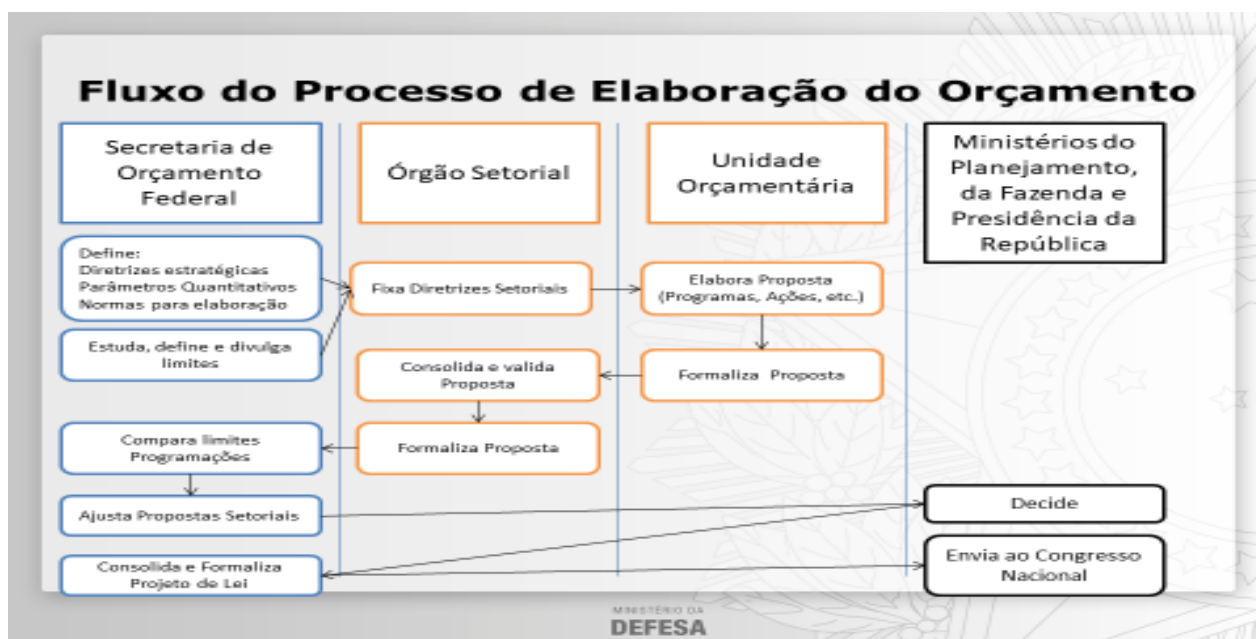 Fluxo do Processo de Elaboração do Orçamento
Secretaria de
Orçamento
Federal
Órgão Setorial
Unidade
Orçamentária
Ministérios do
Planejamento,
da Fazenda e
Presidência da
República
Define:
Diretrizes estratégicas
Parâmetros Quantitativos
Normas para elaboração
Fixa Diretrizes Setoriais
Elabora Proposta
(Programas, Ações, etc.)
Estuda, define e divulga
limites
Consolida e valida
Proposta
Formaliza Proposta
Compara limites
Programações
Formaliza Proposta
Ajusta Propostas Setoriais
Decide
Consolida e Formaliza
Projeto de Lei
Envia ao Congresso
Nacional
MINISTÉRIO DA
DEFESA